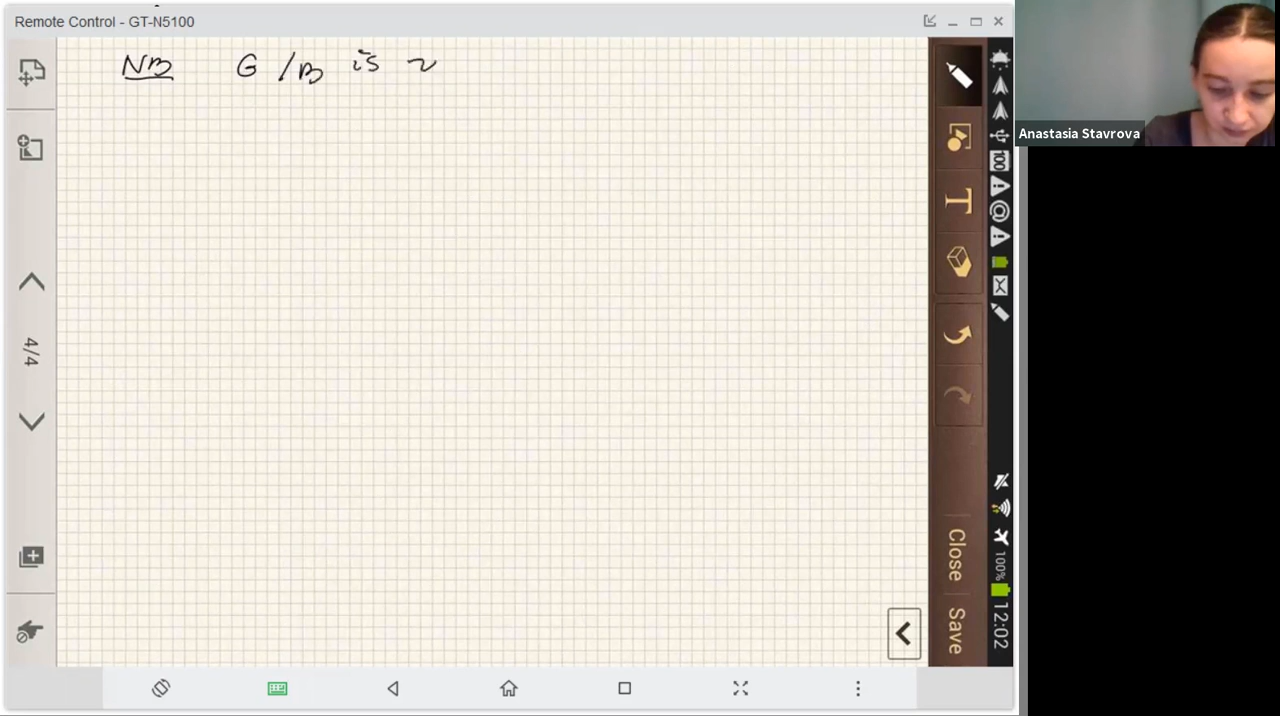 Remote Control - GT-N5100
NB G /B is
Anastasia Stavrova
4/4
100%
12:02
Close
Save